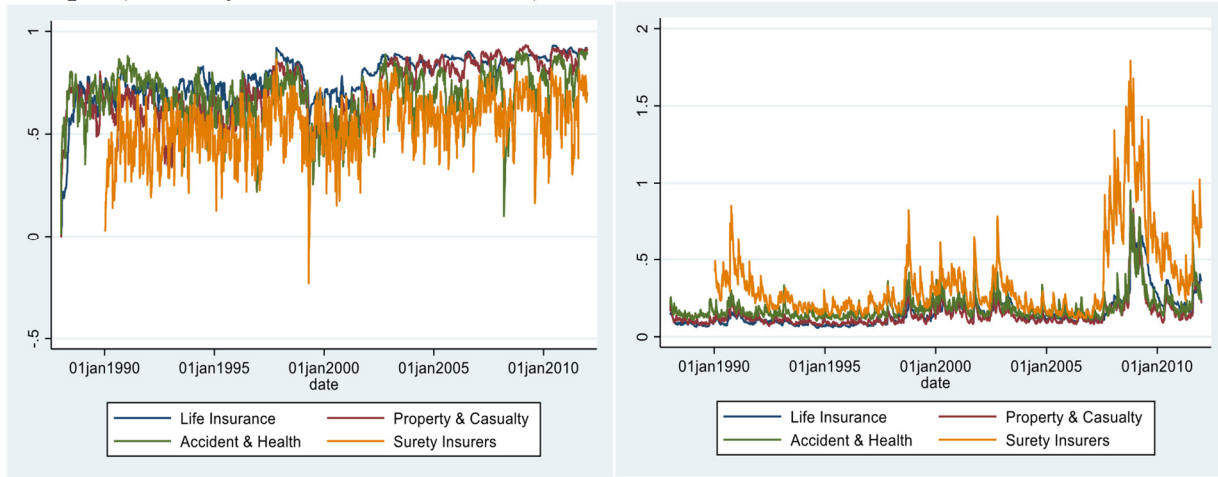 1
.5
0
-.5
01jan1990 01jan1995 01jan2000 01jan2005 01jan2010
date
Life Insurance Property & Casualty
Accident & Health Surety Insurers
2
1.5
1
.5
0
01jan1990 01jan1995 01jan2000 01jan2005 01jan2010
date
Life Insurance Property & Casualty
Accident & Health Surety Insurers